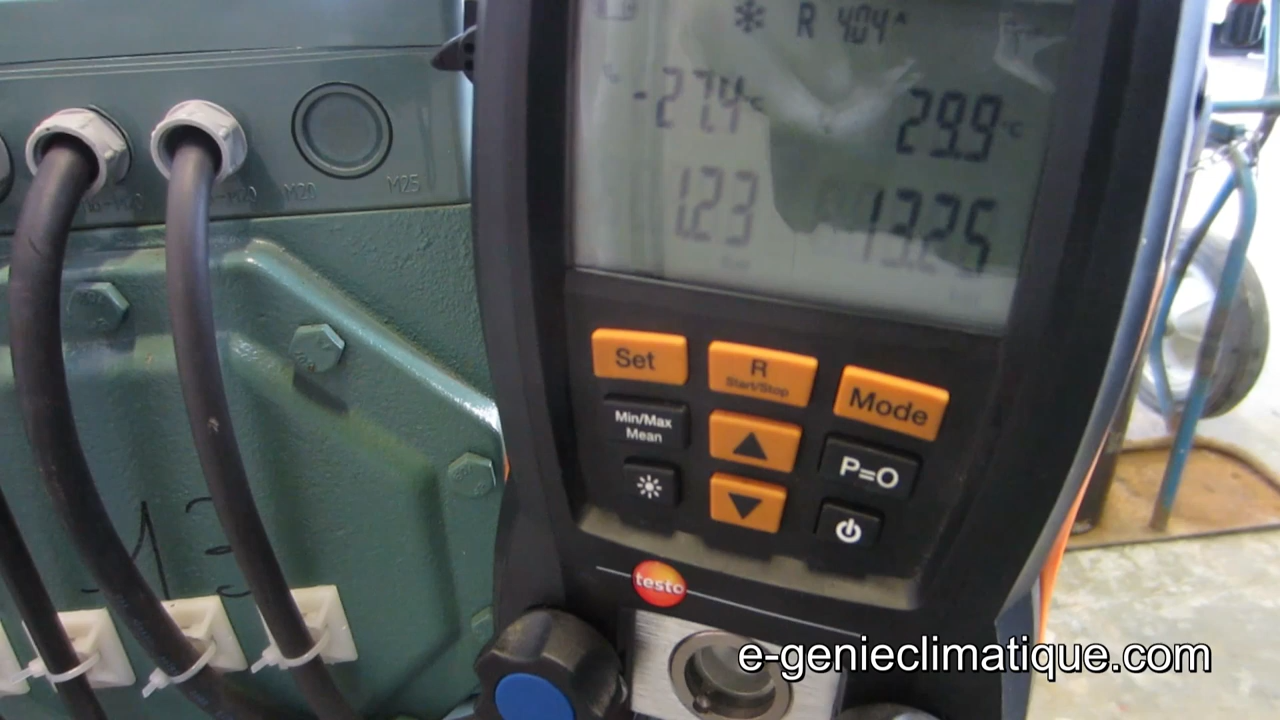 R 404A
-27.4 °C 29.9 °C
1.23 13.25
M20 M25
Set
R
Start/Stop
Mode
Min/Max
Mean
P=O
testo
e-genieclimatique.com